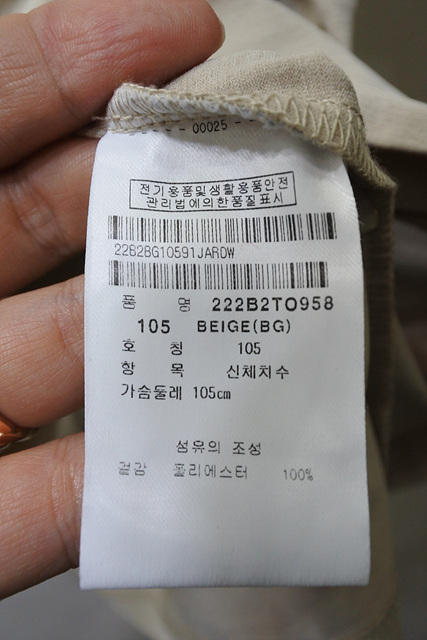 - 00025 -
전기용품및생활용품안전
관리법에의한품질표시
22B2BG10591JARDW
품 명 222B2TO958
105 BEIGE(BG)
호 칭 105
항 목 신체치수
가슴둘레 105cm
섬유의 조성
겉감 폴리에스터 100%